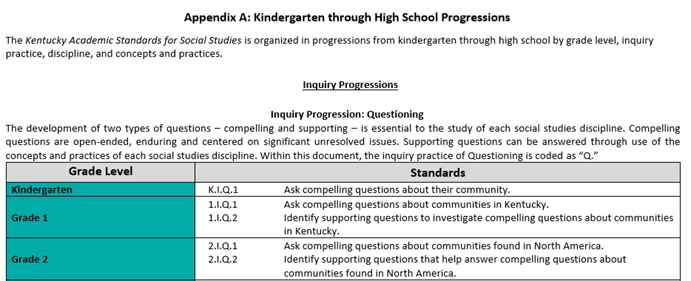 Appendix A: Kindergarten through High School Progressions
The Kentucky Academic Standards for Social Studies is organized in progressions from kindergarten through high school by grade level, inquiry
practice, discipline, and concepts and practices.
Inquiry Progressions
Inquiry Progression: Questioning
The development of two types of questions – compelling and supporting – is essential to the study of each social studies discipline. Compelling
questions are open-ended, enduring and centered on significant unresolved issues. Supporting questions can be answered through use of the
concepts and practices of each social studies discipline. Within this document, the inquiry practice of Questioning is coded as “Q.”
Grade Level Standards
Kindergarten K.I.Q.1 Ask compelling questions about their community.
1.I.Q.1 Ask compelling questions about communities in Kentucky.
Grade 1 1.I.Q.2 Identify supporting questions to investigate compelling questions about communities
in Kentucky.
2.I.Q.1 Ask compelling questions about communities found in North America.
Grade 2 2.I.Q.2 Identify supporting questions that help answer compelling questions about
communities found in North America.